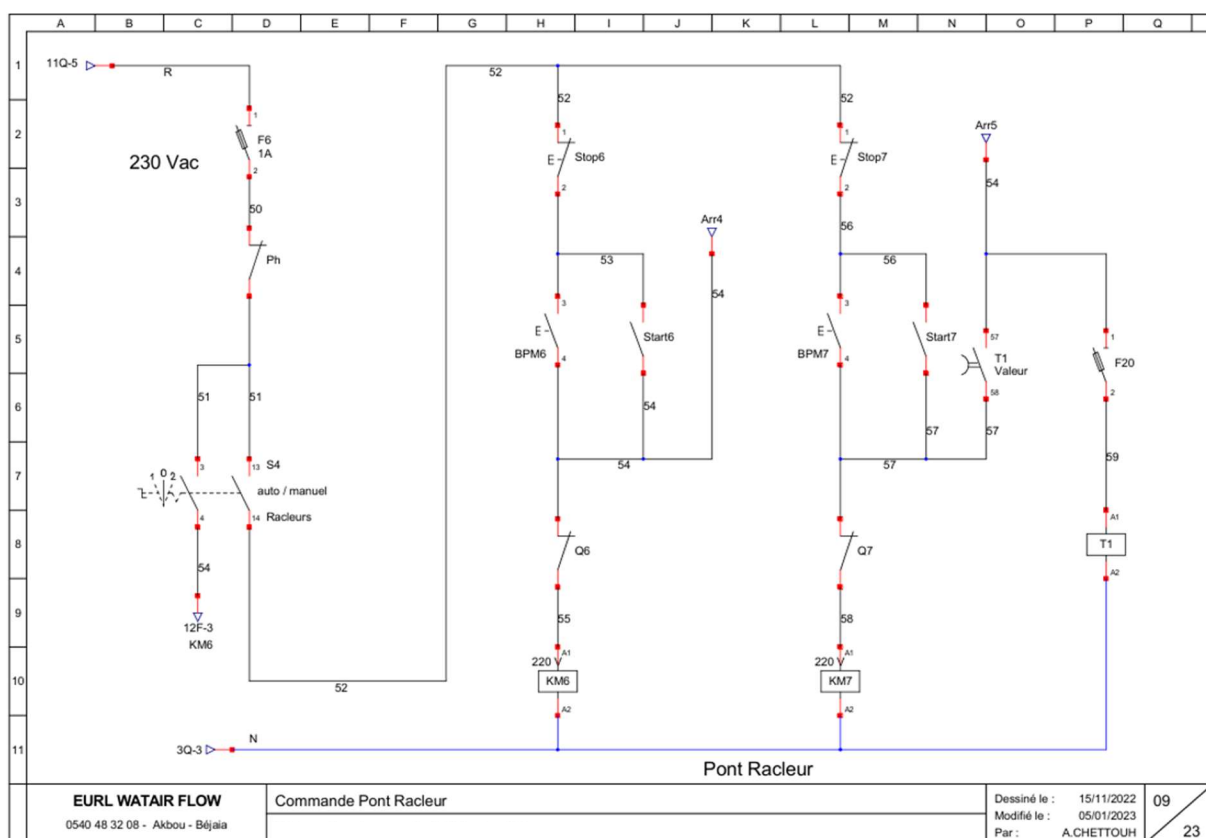 A B C D E F G H I J K L M N O P Q
1
11Q-5
R
52
52
52
1
1
1
2
F6
1A
230 Vac
E
Stop6
E
Stop7
Arr5
2
2
2
54
3
50
56
Arr4
4
Ph
53
56
54
3
3
5
E
Start6
E
Start7
57
1
BPM6
4
BPM7
4
T1
Valeur
F20
58
2
6
51
51
54
57
57
59
54
57
7
3
13
S4
1 0 2
auto / manuel
4
14
Racleurs
A1
8
Q6
Q7
T1
A2
54
9
12F-3
KM6
55
58
A1
A1
220
220
10
KM6
KM7
52
A2
A2
11
3Q-3
N
Pont Racleur
EURL WATAIR FLOW
0540 48 32 08 - Akbou - Béjaia
Commande Pont Racleur
Dessiné le : 15/11/2022
Modifié le : 05/01/2023
Par : A.CHETTOUH
09
23